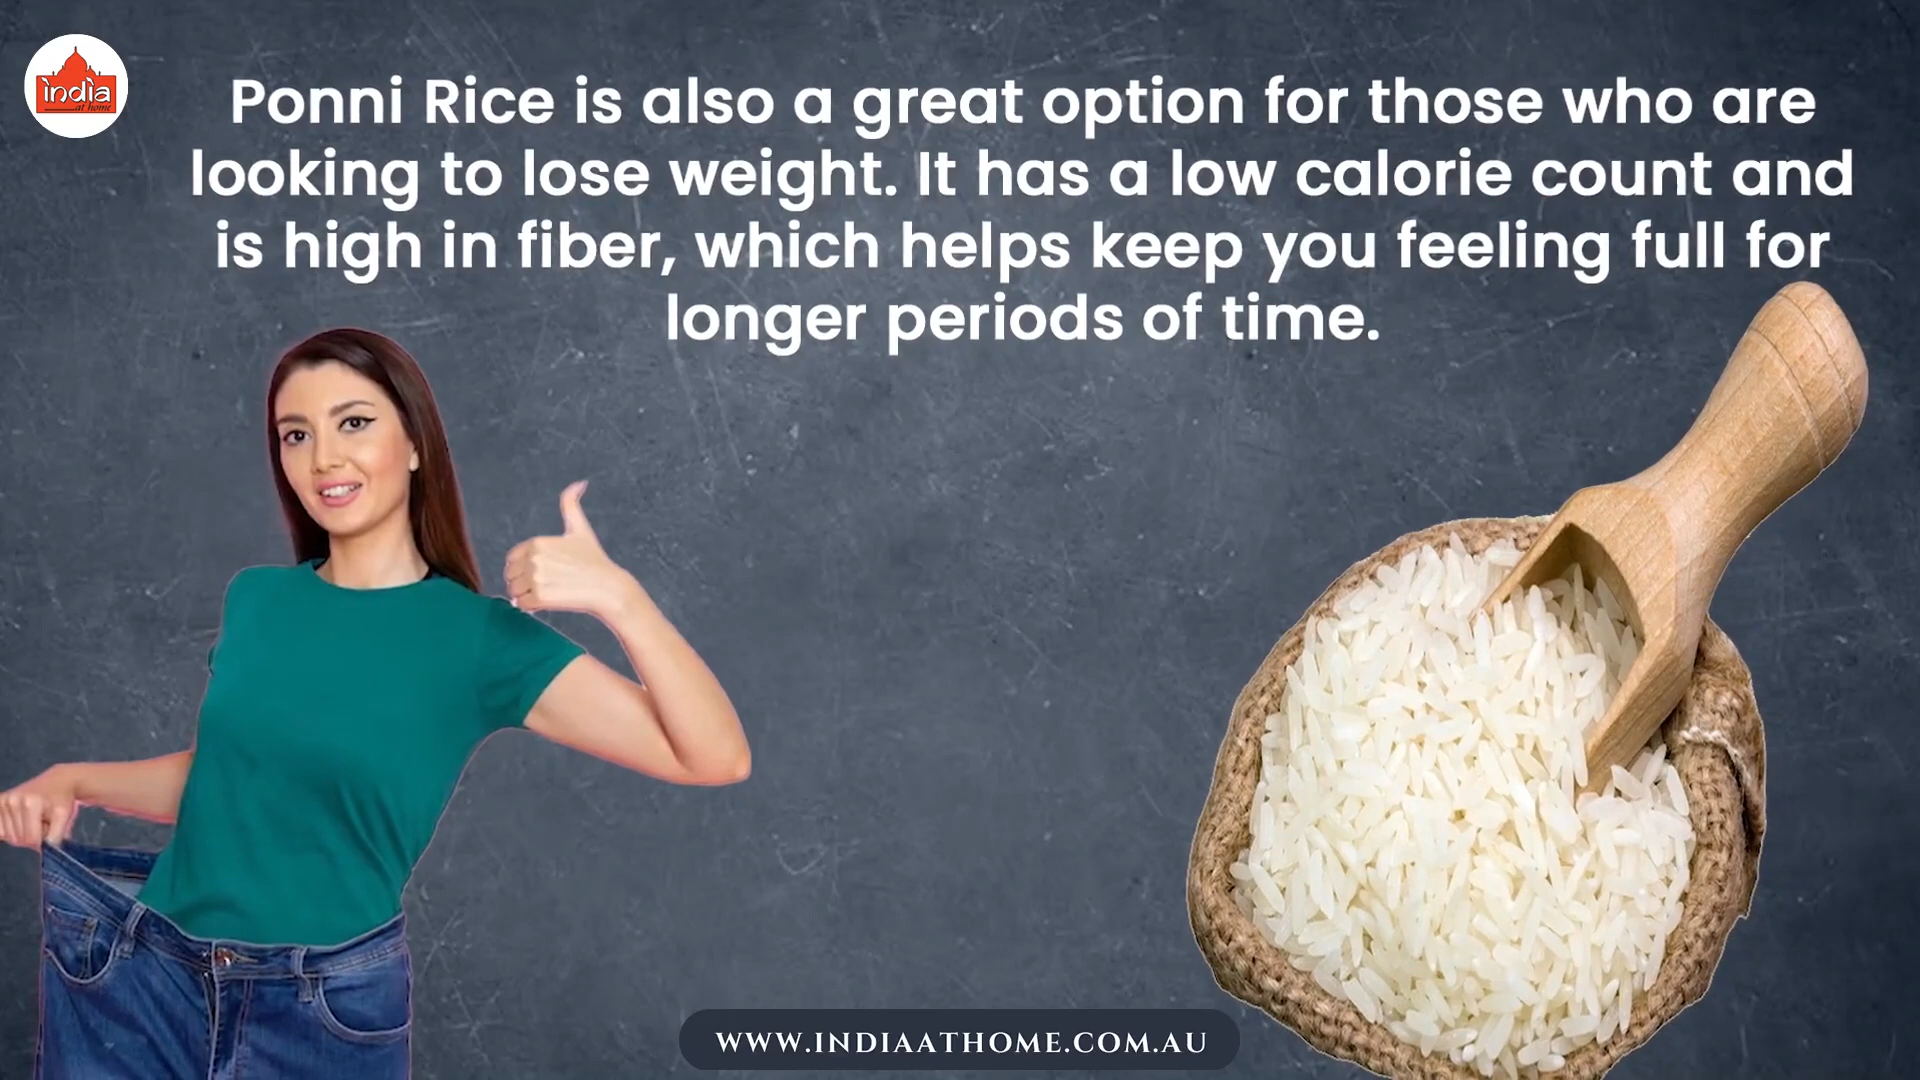 india
at home
Ponni Rice is also a great option for those who are
looking to lose weight. It has a low calorie count and
is high in fiber, which helps keep you feeling full for
longer periods of time.
WWW.INDIAATHOME.COM.AU